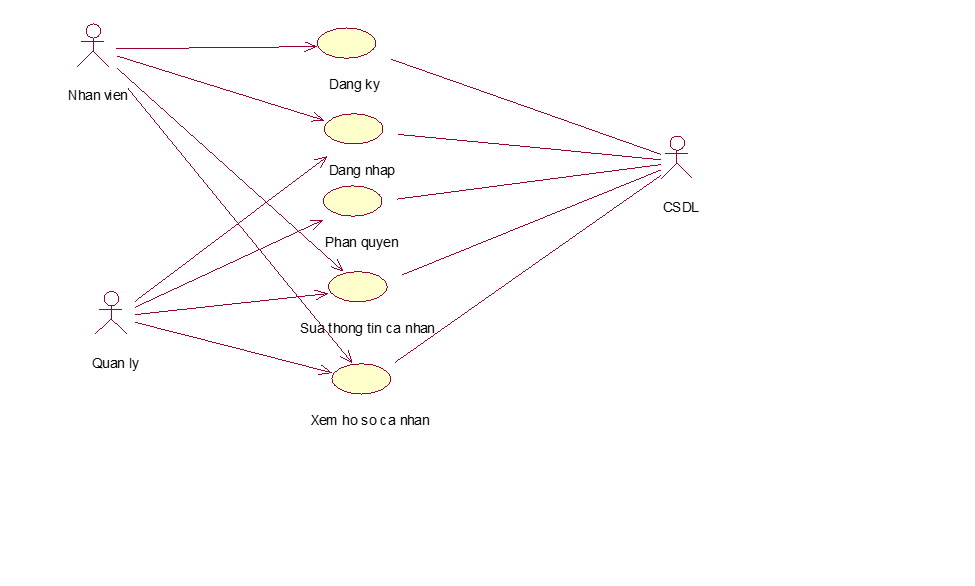 Nhan vien
Dang ky
Dang nhap
CSDL
Phan quyen
Sua thong tin ca nhan
Quan ly
Xem ho so ca nhan